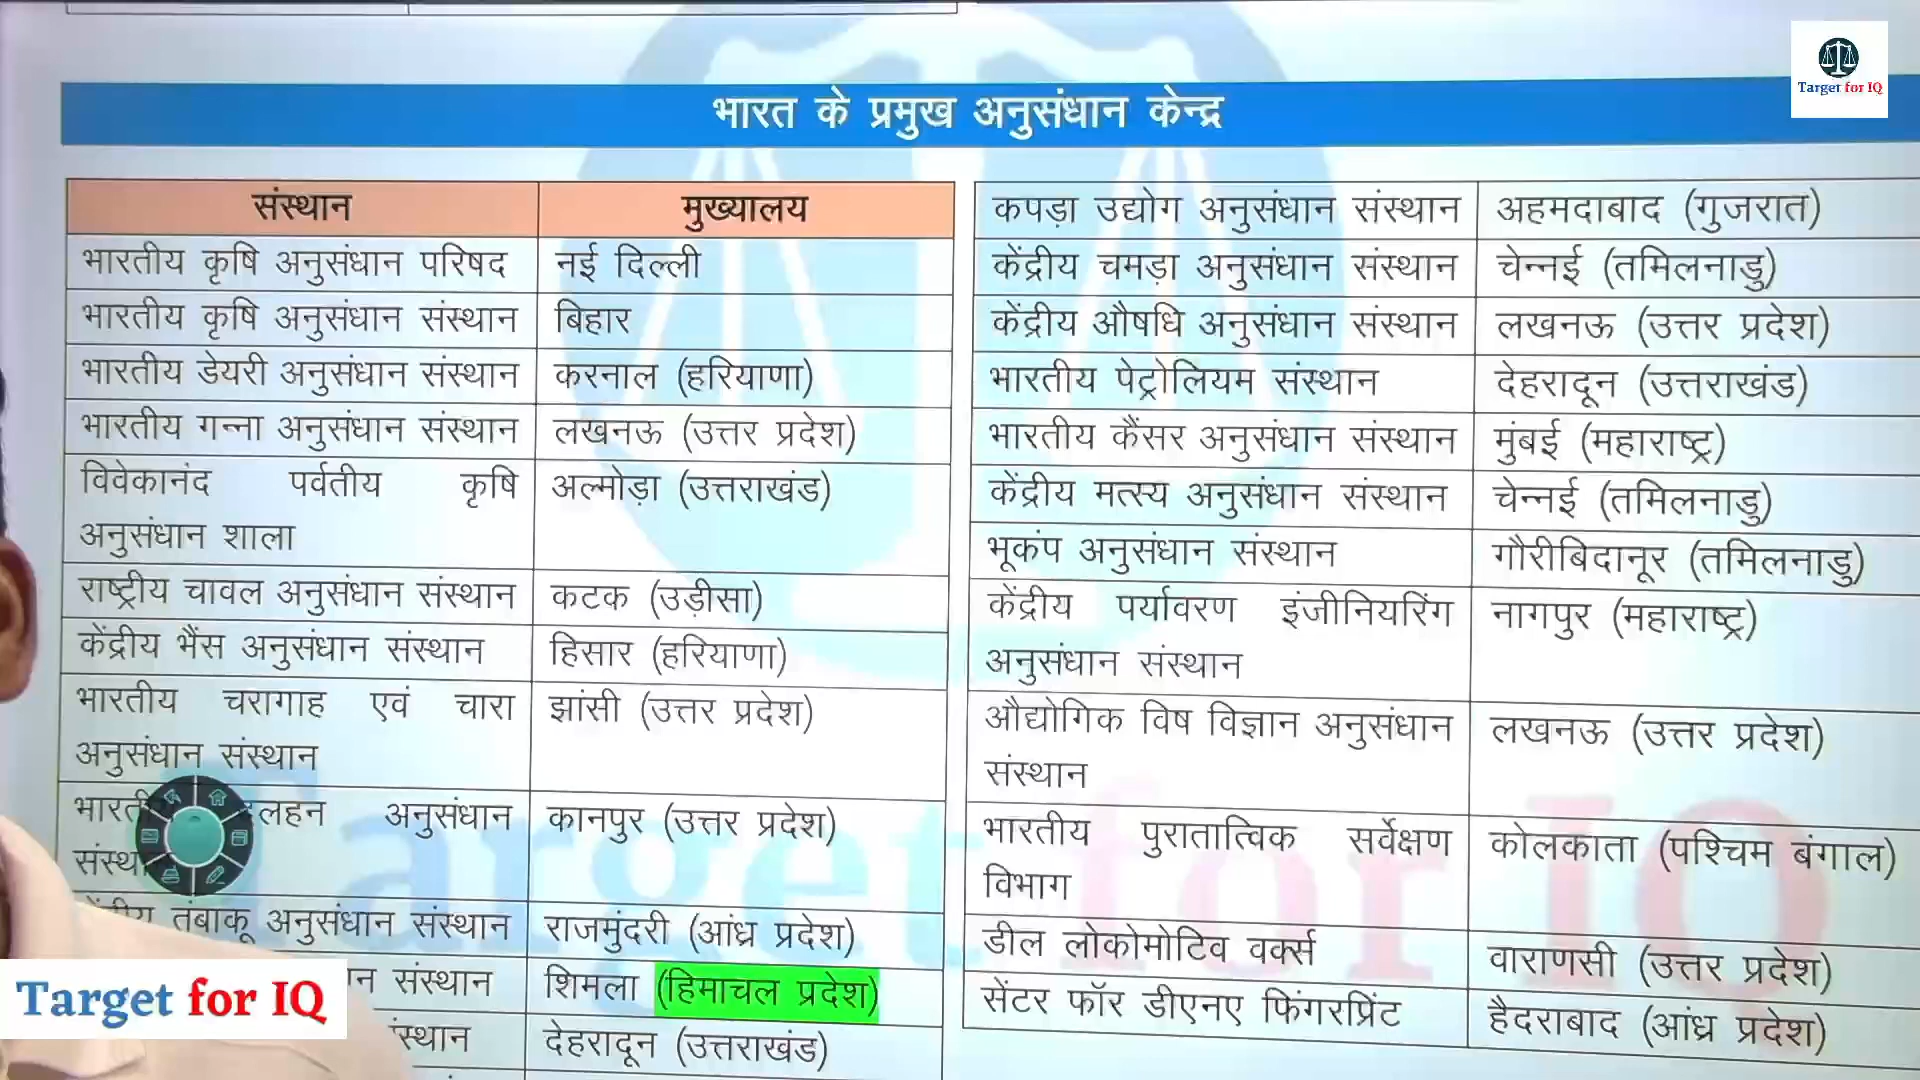 Target for IQ
भारत के प्रमुख अनुसंधान केन्द्र
संस्थान मुख्यालय
भारतीय कृषि अनुसंधान परिषद नई दिल्ली
भारतीय कृषि अनुसंधान संस्थान बिहार
भारतीय डेयरी अनुसंधान संस्थान करनाल (हरियाणा)
भारतीय गन्ना अनुसंधान संस्थान लखनऊ (उत्तर प्रदेश)
विवेकानंद पर्वतीय कृषि अल्मोड़ा (उत्तराखंड)
अनुसंधान शाला
राष्ट्रीय चावल अनुसंधान संस्थान कटक (उड़ीसा)
केंद्रीय भैंस अनुसंधान संस्थान हिसार (हरियाणा)
भारतीय चरागाह एवं चारा झांसी (उत्तर प्रदेश)
अनुसंधान संस्थान
अनुसंधान कानपुर (उत्तर प्रदेश)
तंबाकू अनुसंधान संस्थान राजमुंदरी (आंध्र प्रदेश)
संस्थान शिमला (हिमाचल प्रदेश)
देहरादून (उत्तराखंड)
कपड़ा उद्योग अनुसंधान संस्थान अहमदाबाद (गुजरात)
केंद्रीय चमड़ा अनुसंधान संस्थान चेन्नई (तमिलनाडु)
केंद्रीय औषधि अनुसंधान संस्थान लखनऊ (उत्तर प्रदेश)
भारतीय पेट्रोलियम संस्थान देहरादून (उत्तराखंड)
भारतीय कैंसर अनुसंधान संस्थान मुंबई (महाराष्ट्र)
केंद्रीय मत्स्य अनुसंधान संस्थान चेन्नई (तमिलनाडु)
भूकंप अनुसंधान संस्थान गौरीबिदानूर (तमिलनाडु)
केंद्रीय पर्यावरण इंजीनियरिंग नागपुर (महाराष्ट्र)
अनुसंधान संस्थान
औद्योगिक विष विज्ञान अनुसंधान लखनऊ (उत्तर प्रदेश)
संस्थान
भारतीय पुरातात्विक सर्वेक्षण कोलकाता (पश्चिम बंगाल)
विभाग
डील लोकोमोटिव वर्क्स वाराणसी (उत्तर प्रदेश)
सेंटर फॉर डीएनए फिंगरप्रिंट हैदराबाद (आंध्र प्रदेश)
Target for IQ
Target for IQ